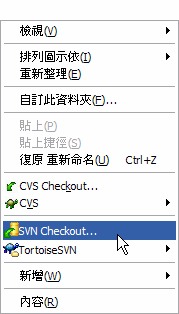 檢視(V)
排列圖示依(I)
重新整理(E)
自訂此資料夾(F)...
貼上(P)
貼上捷徑(S)
復原 重新命名(U) Ctrl+Z
CVS Checkout...
CVS
SVN Checkout...
TortoiseSVN
新增(W)
內容(R)